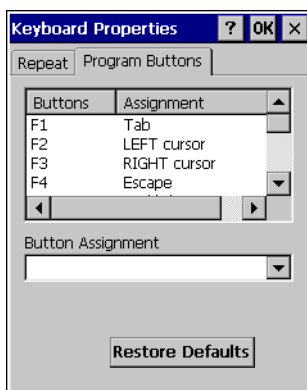 Keyboard Properties ? OK ×
Repeat Program Buttons
Buttons Assignment
F1 Tab
F2 LEFT cursor
F3 RIGHT cursor
F4 Escape
Button Assignment
Restore Defaults